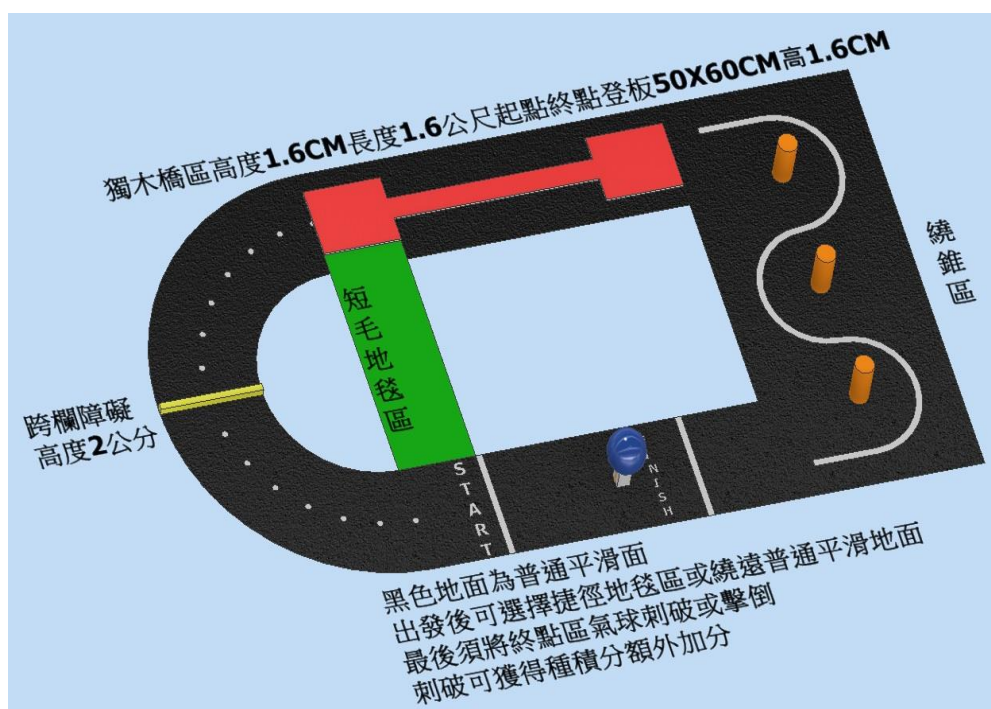 獨木橋區高度1.6CM長度1.6公尺起點終點登板50X60CM高1.6CM
繞錐區
短毛地毯區
跨欄障礙
高度2公分
START
NISH
黑色地面為普通平滑面
出發後可選擇捷徑地毯區或繞遠普通平滑地面
最後須將終點區氣球刺破或擊倒
刺破可獲得種積分額外加分